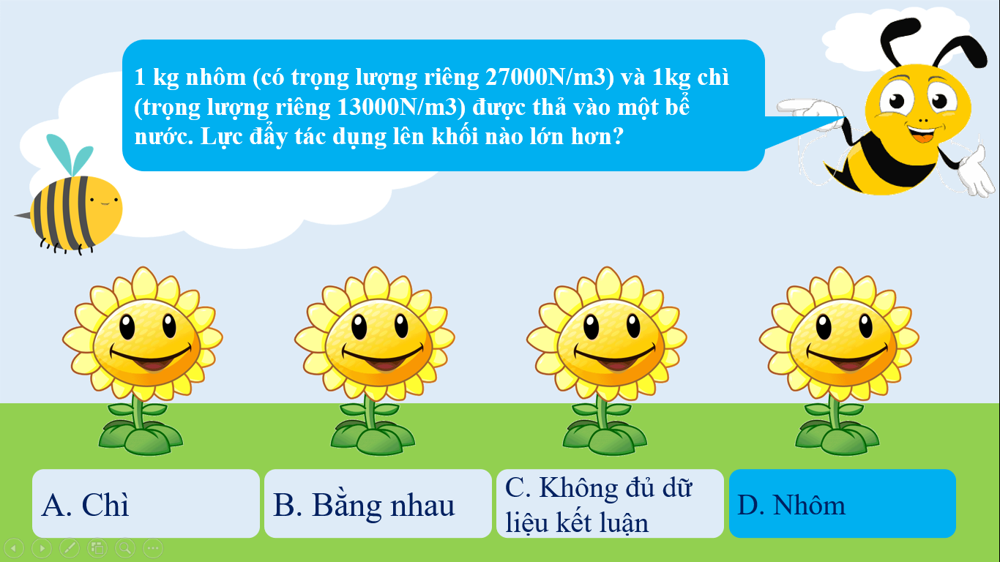 1 kg nhôm (có trọng lượng riêng 27000N/m3) và 1kg chì
(trọng lượng riêng 13000N/m3) được thả vào một bể
nước. Lực đẩy tác dụng lên khối nào lớn hơn?
A. Chì
B. Bằng nhau
C. Không đủ dữ
liệu kết luận
D. Nhôm